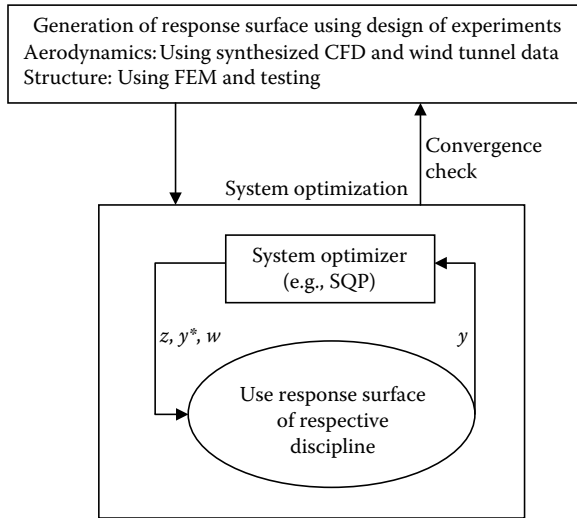 Generation of response surface using design of experiments
Aerodynamics: Using synthesized CFD and wind tunnel data
Structure: Using FEM and testing
Convergence
check
System optimization
System optimizer
(e.g., SQP)
z, y*, w
y
Use response surface
of respective
discipline